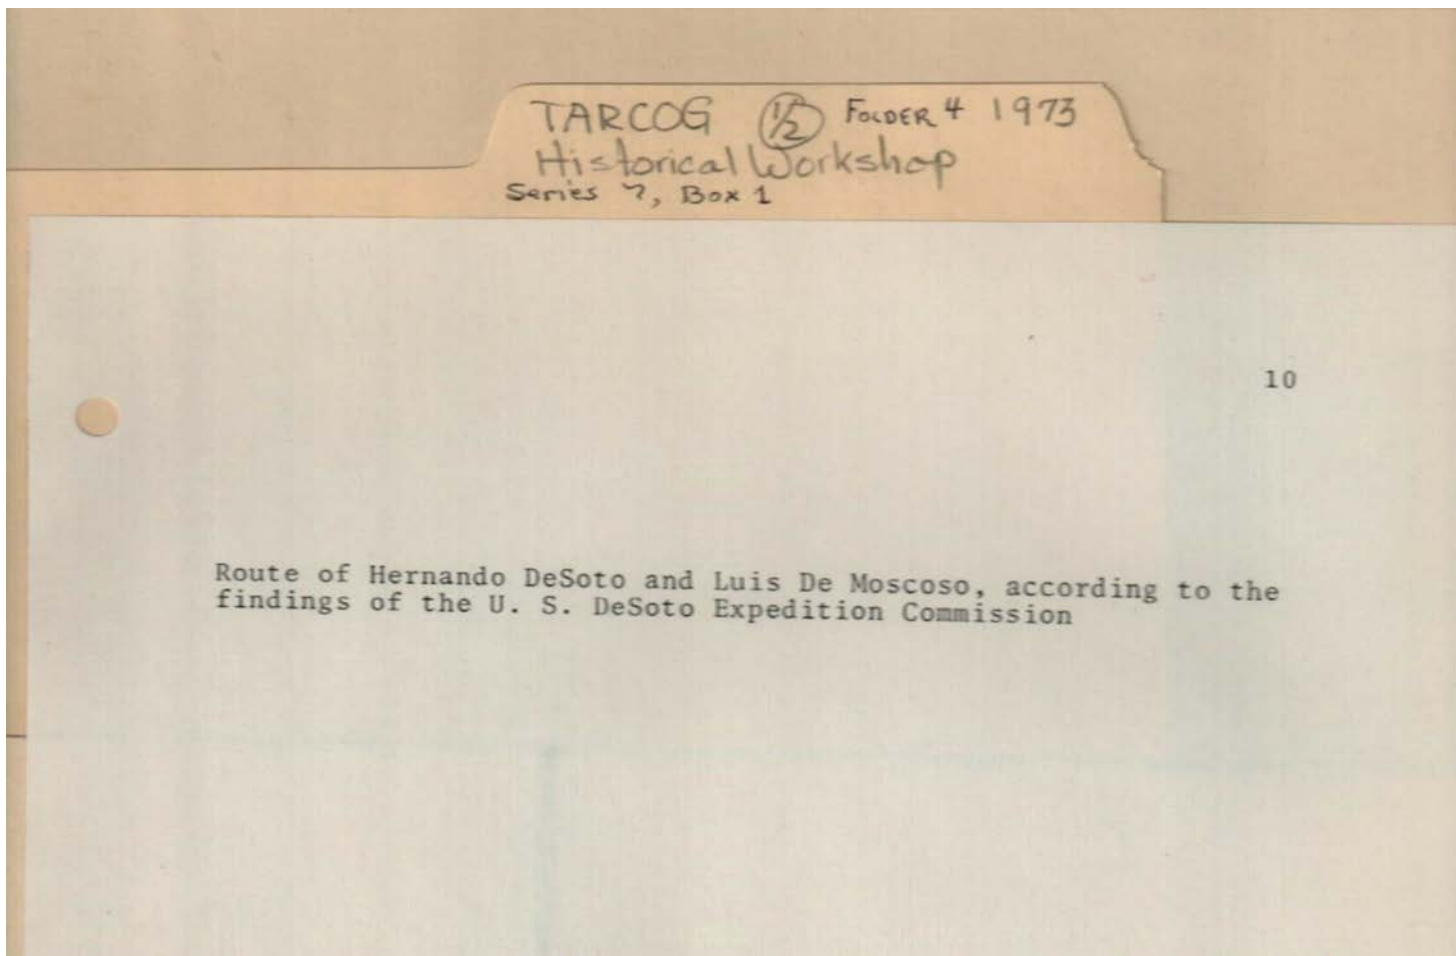 TARCOG 1/2 FOLDER 4 1973
Historical Workshop
Series 7, Box 1
10
Route of Hernando DeSoto and Luis De Moscoso, according to the
findings of the U. S. DeSoto Expedition Commission